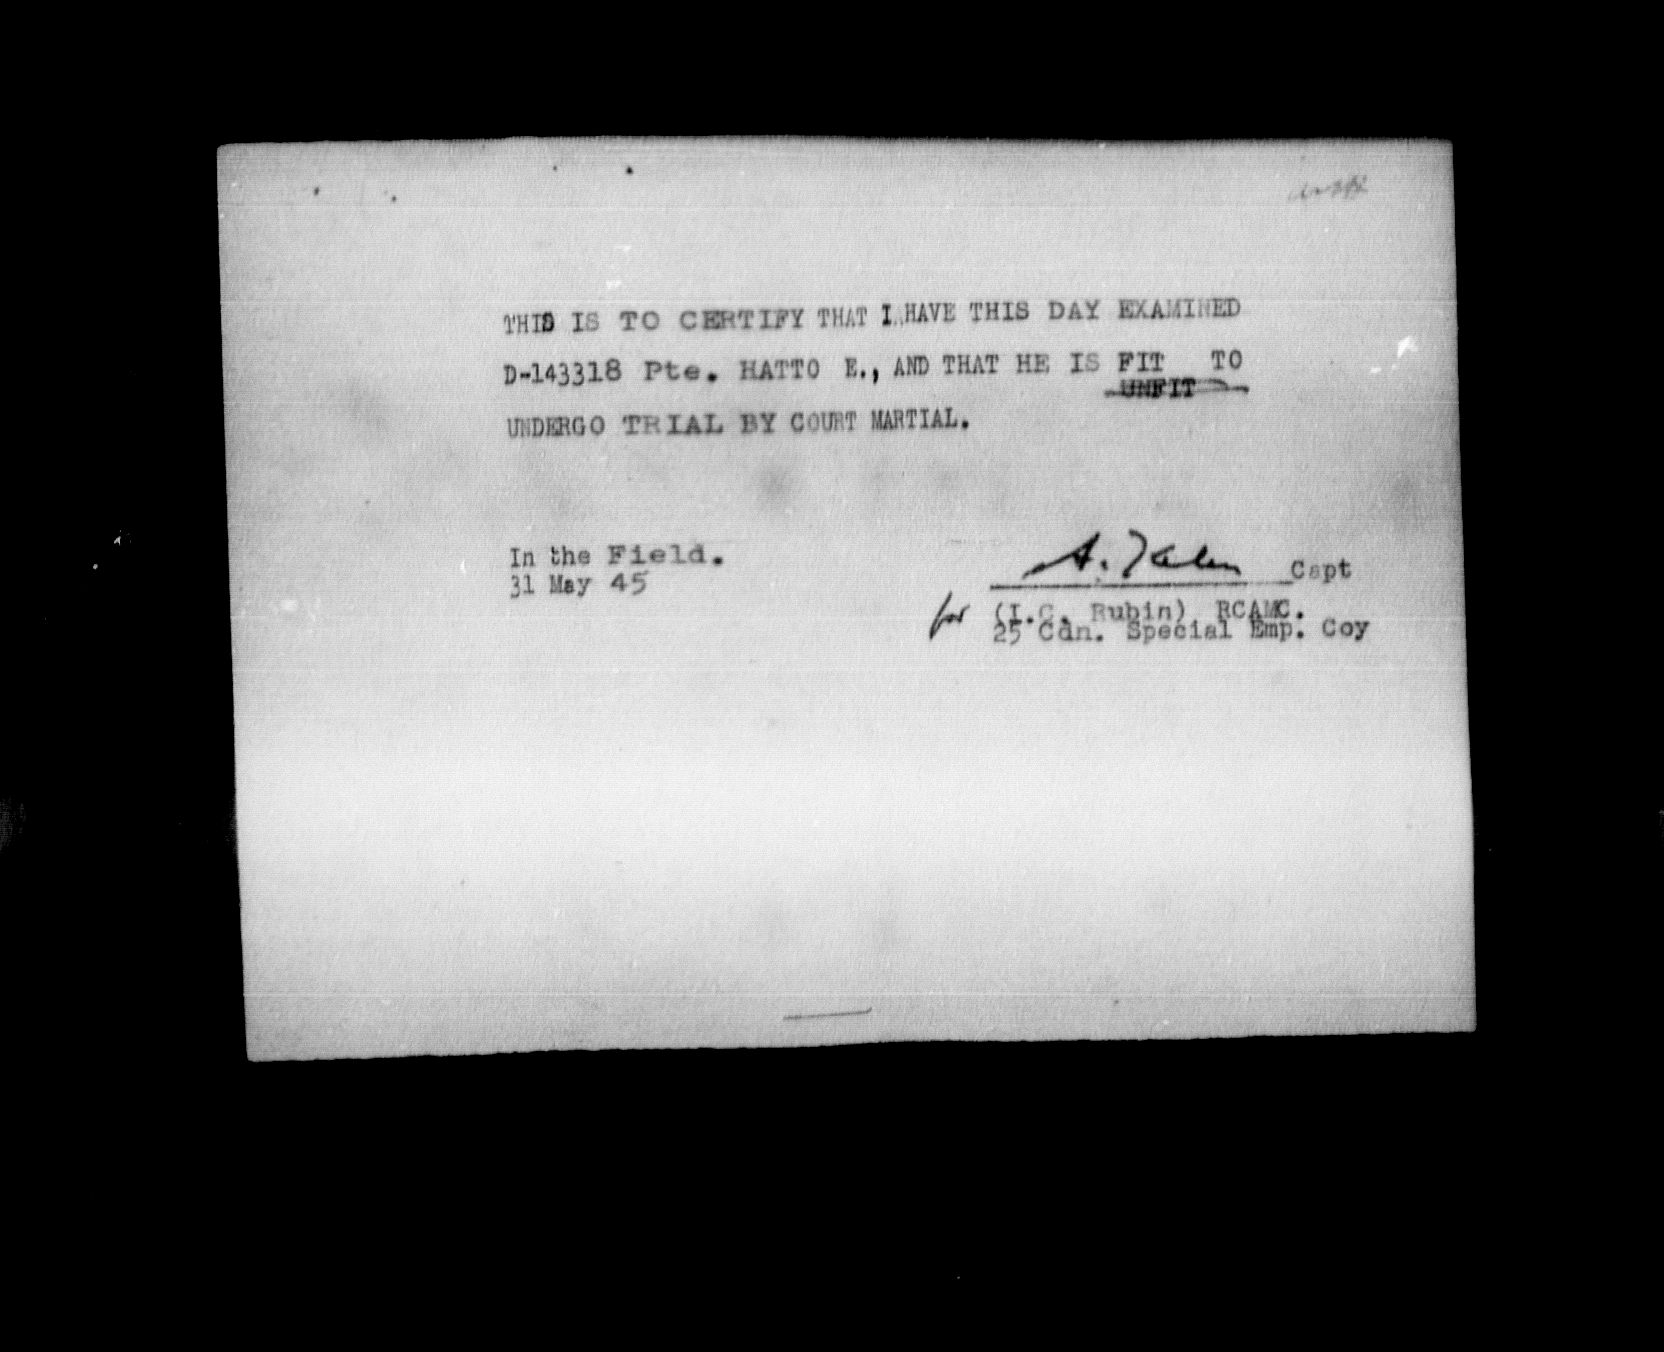 THIS IS TO CERTIFY THAT I HAVE THIS DAY EXAMINED
D-143318 Pte. HATTO E., AND THAT HE IS FIT TO
UNFIT
UNDERGO TRIAL BY COURT MARTIAL.
In the Field.
31 May 45
A. Capt
for (I.C. Rubin) RCAMC.
25 Cdn. Special Emp. Coy